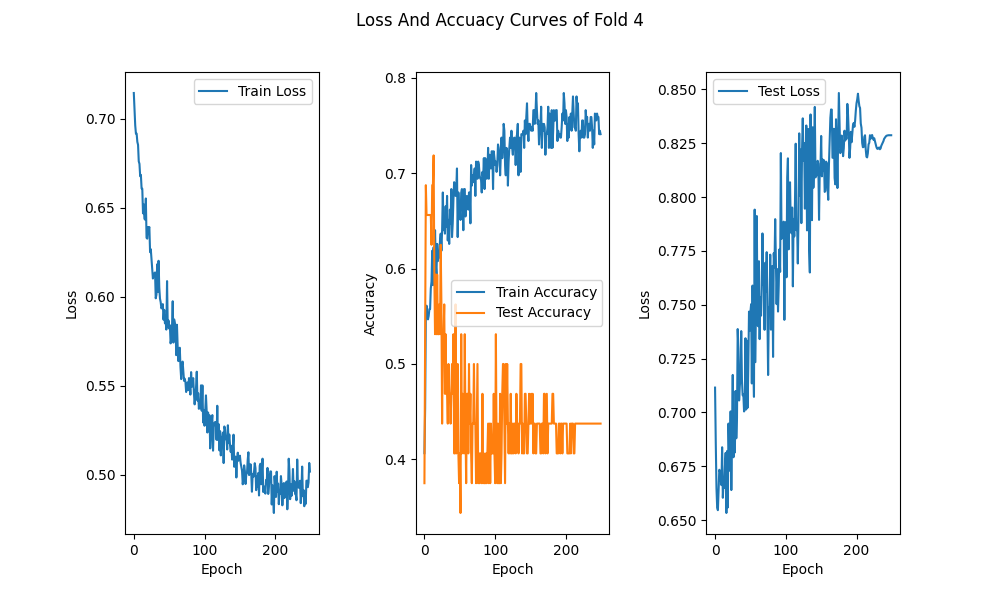 Loss And Accuacy Curves of Fold 4
Loss
0.70
0.65
0.60
0.55
0.50
Train Loss
0 100 200
Epoch
Accuracy
0.8
0.7
0.6
0.5
0.4
Train Accuracy
Test Accuracy
0 100 200
Epoch
Loss
0.850
0.825
0.800
0.775
0.750
0.725
0.700
0.675
0.650
Test Loss
0 100 200
Epoch